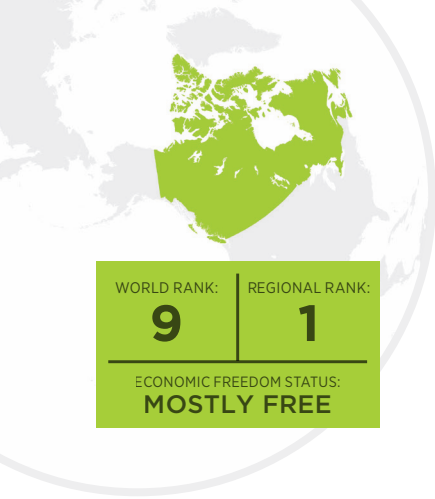 WORLD RANK: REGIONAL RANK:
9 1
ECONOMIC FREEDOM STATUS:
MOSTLY FREE